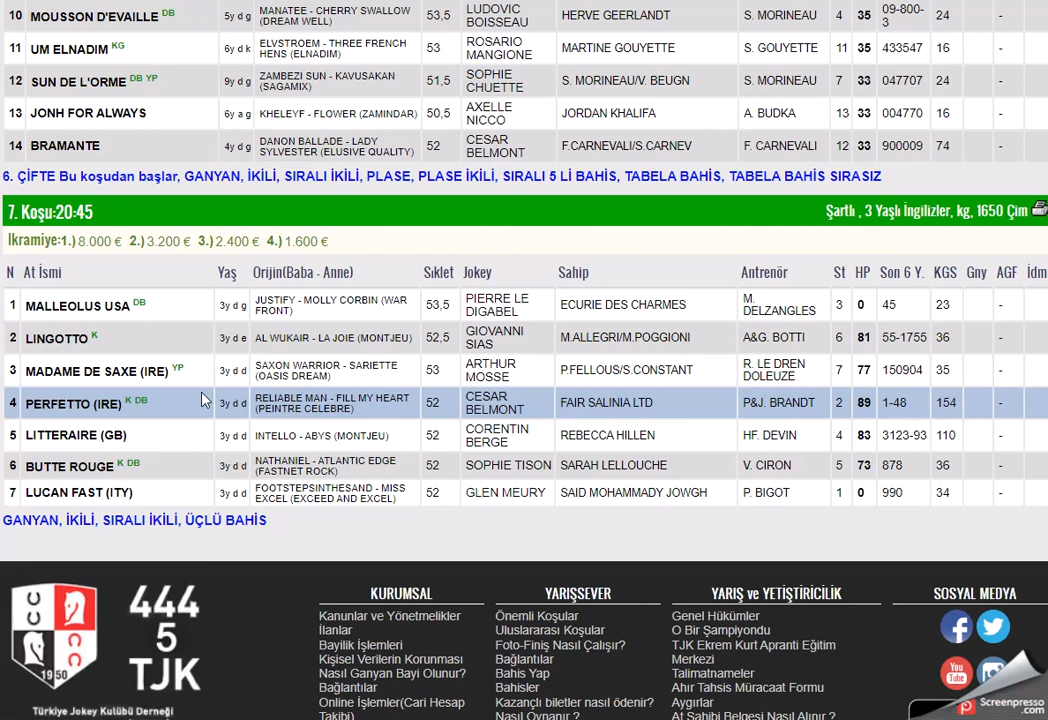 10 MOUSSON D'EVAILLE DB 5y d g MANATEE - CHERRY SWALLOW (DREAM WELL) 53,5 LUDOVIC BOISSEAU HERVE GEERLANDT S. MORINEAU 4 35 09-800-3 24 -
11 UM ELNADIM KG 6y d k ELVSTROEM - THREE FRENCH HENS (ELNADIM) 53 ROSARIO MANGIONE MARTINE GOUYETTE S. GOUYETTE 11 35 433547 16 -
12 SUN DE L'ORME DB YP 9y d g ZAMBEZI SUN - KAVUSAKAN (SAGAMIX) 51,5 SOPHIE CHUETTE S. MORINEAU/V. BEUGN S. MORINEAU 7 33 047707 24 -
13 JONH FOR ALWAYS 6y a g KHELEYF - FLOWER (ZAMINDAR) 50,5 AXELLE NICCO JORDAN KHALIFA A. BUDKA 13 33 004770 16 -
14 BRAMANTE 4y d g DANON BALLADE - LADY SYLVESTER (ELUSIVE QUALITY) 52 CESAR BELMONT F.CARNEVALI/S.CARNEV F. CARNEVALI 12 33 900009 74 -
6. ÇİFTE Bu koşudan başlar, GANYAN, İKİLİ, SIRALI İKİLİ, PLASE, PLASE İKİLİ, SIRALI 5 Lİ BAHİS, TABELA BAHİS, TABELA BAHİS SIRASIZ
7. Koşu:20:45 Şartlı , 3 Yaşlı İngilizler, kg, 1650 Çim
İkramiye:1.) 8.000 € 2.) 3.200 € 3.) 2.400 € 4.) 1.600 €
N At İsmi Yaş Orijin(Baba - Anne) Sıklet Jokey Sahip Antrenör St HP Son 6 Y. KGS Gny AGF İdm
1 MALLEOLUS USA DB 3y d g JUSTIFY - MOLLY CORBIN (WAR FRONT) 53,5 PIERRE LE DIGABEL ECURIE DES CHARMES M. DELZANGLES 3 0 45 23 -
2 LINGOTTO K 3y d e AL WUKAIR - LA JOIE (MONTJEU) 52,5 GIOVANNI SIAS M.ALLEGRI/M.POGGIONI A&G. BOTTI 6 81 55-1755 36 -
3 MADAME DE SAXE (IRE) YP 3y d d SAXON WARRIOR - SARIETTE (OASIS DREAM) 53 ARTHUR MOSSE P.FELLOUS/S.CONSTANT R. LE DREN DOLEUZE 7 77 150904 35 -
4 PERFETTO (IRE) K DB 3y d d RELIABLE MAN - FILL MY HEART (PEINTRE CELEBRE) 52 CESAR BELMONT FAIR SALINIA LTD P&J. BRANDT 2 89 1-48 154 -
5 LITTERAIRE (GB) 3y d d INTELLO - ABYS (MONTJEU) 52 CORENTIN BERGE REBECCA HILLEN HF. DEVIN 4 83 3123-93 110 -
6 BUTTE ROUGE K DB 3y d d NATHANIEL - ATLANTIC EDGE (FASTNET ROCK) 52 SOPHIE TISON SARAH LELLOUCHE V. CIRON 5 73 878 36 -
7 LUCAN FAST (ITY) 3y d d FOOTSTEPSINTHESAND - MISS EXCEL (EXCEED AND EXCEL) 52 GLEN MEURY SAID MOHAMMADY JOWGH P. BIGOT 1 0 990 34 -
GANYAN, İKİLİ, SIRALI İKİLİ, ÜÇLÜ BAHİS
1950
444
5
TJK
Türkiye Jokey Kulübü Derneği
KURUMSAL
Kanunlar ve Yönetmelikler
İlanlar
Bayilik İşlemleri
Kişisel Verilerin Korunması
Nasıl Ganyan Bayi Olunur?
Bağlantılar
Online İşlemler(Cari Hesap
Takibi)
YARIŞSEVER
Önemli Koşular
Uluslararası Koşular
Foto-Finiş Nasıl Çalışır?
Bağlantılar
Bahis Yap
Bahisler
Kazançlı biletler nasıl ödenir?
Nasıl Oynanır ?
YARIŞ ve YETİŞTİRİCİLİK
Genel Hükümler
O Bir Şampiyondu
TJK Ekrem Kurt Apranti Eğitim
Merkezi
Talimatnameler
Ahır Tahsis Müracaat Formu
Aygırlar
At Sahibi Belgesi Nasıl Alınır ?
SOSYAL MEDYA
You Tube
Screenpresso
.com